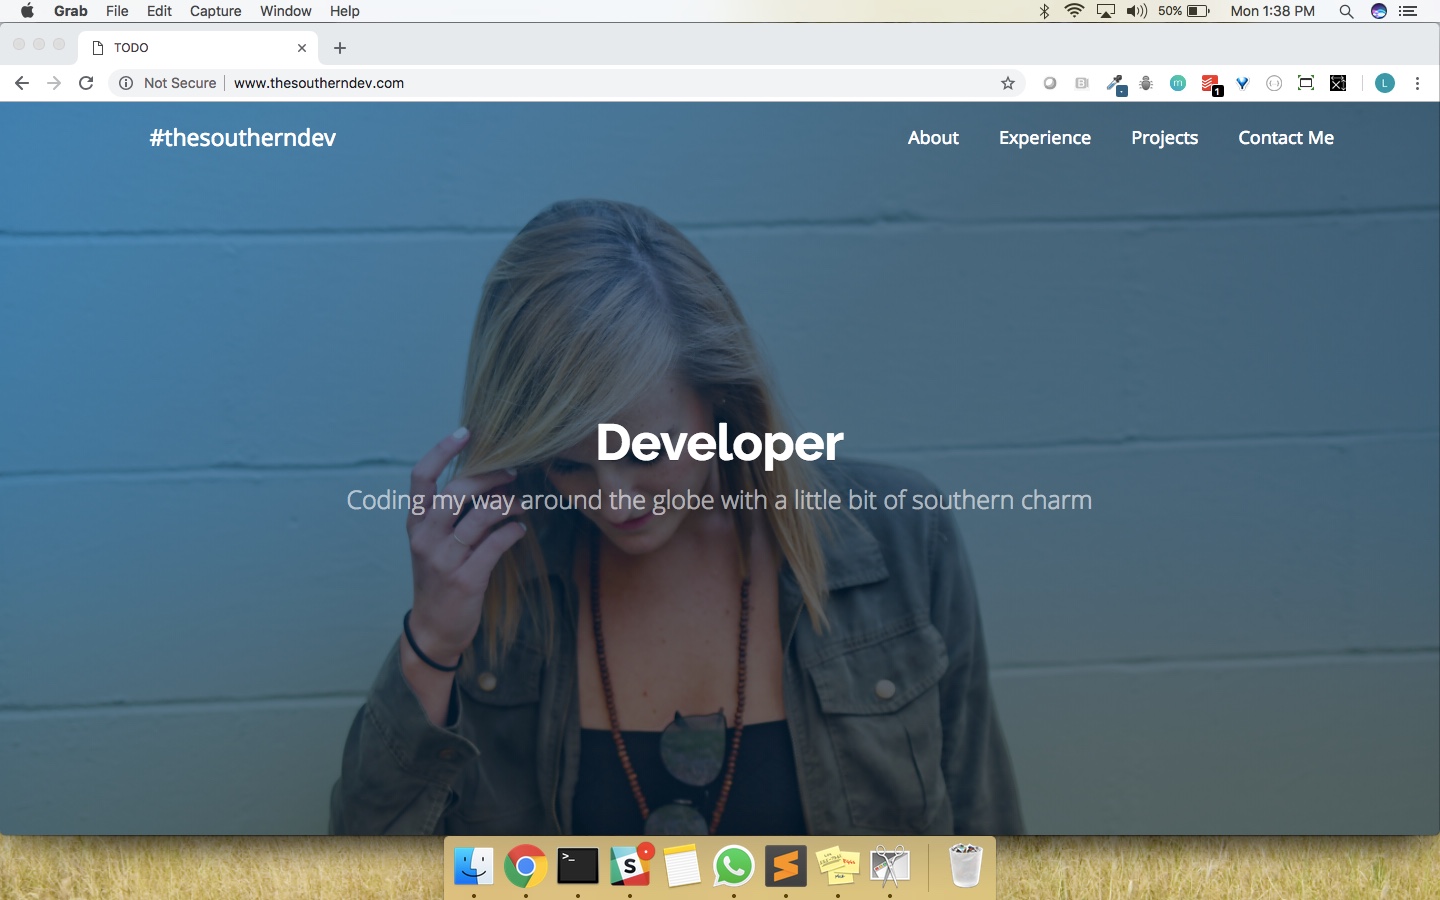 Grab File Edit Capture Window Help 50% Mon 1:38 PM
TODO
Not Secure www.thesoutherndev.com
B m 1 L
#thesoutherndev About Experience Projects Contact Me
Developer
Coding my way around the globe with a little bit of southern charm
>_ S